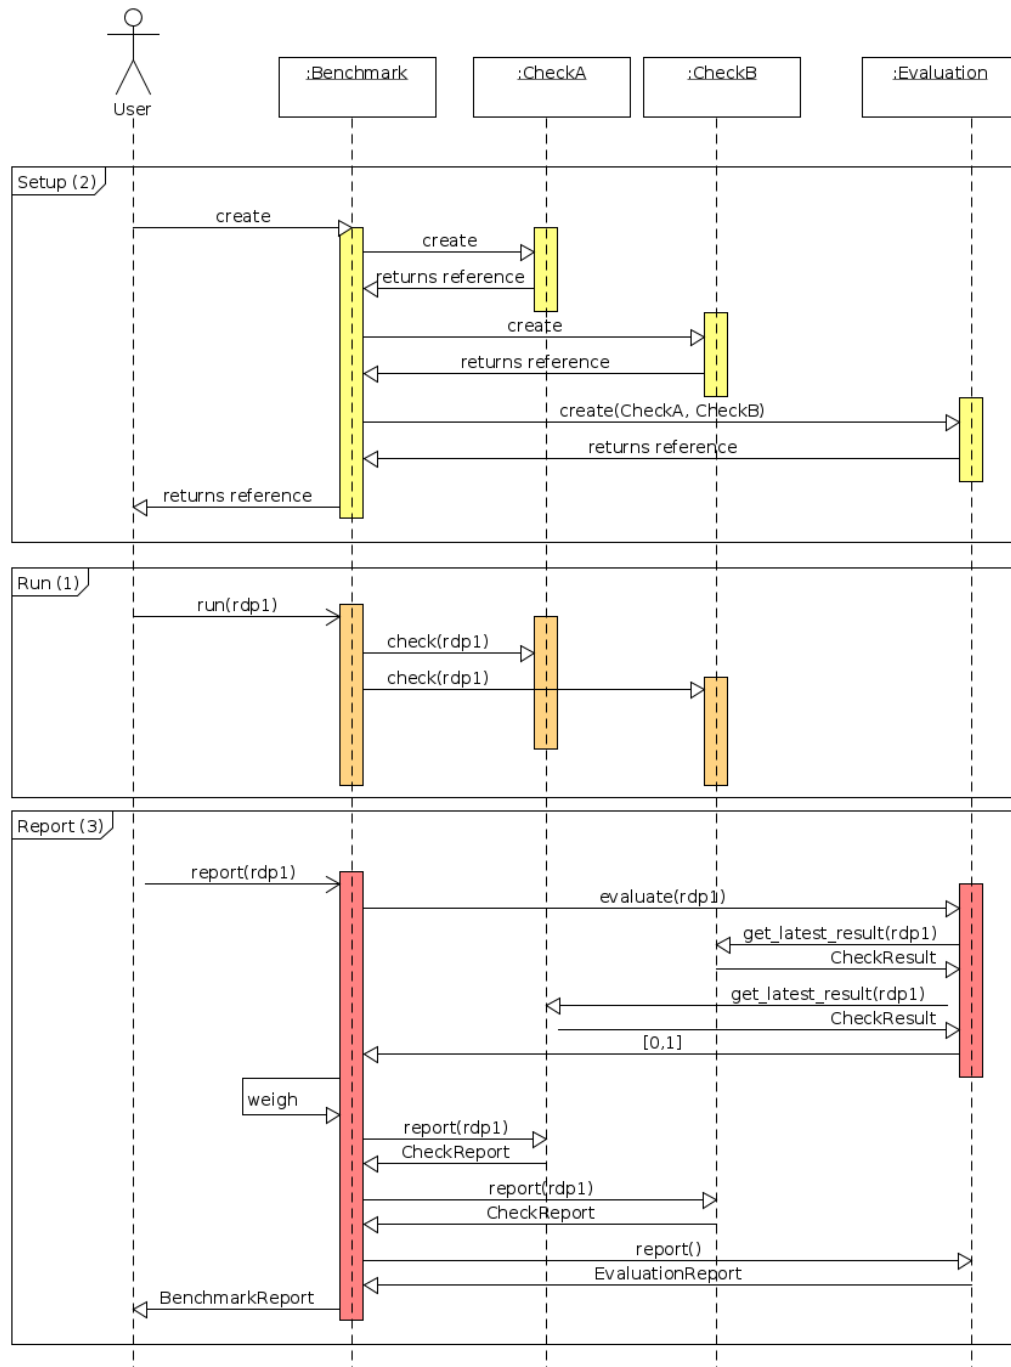 User
:Benchmark
:CheckA
:CheckB
:Evaluation
Setup (2)
create
create
returns reference
create
returns reference
create(CheckA, CheckB)
returns reference
returns reference
Run (1)
run(rdp1)
check(rdp1)
check(rdp1)
Report (3)
report(rdp1)
evaluate(rdp1)
get_latest_result(rdp1)
CheckResult
get_latest_result(rdp1)
CheckResult
[0,1]
weigh
report(rdp1)
CheckReport
report(rdp1)
CheckReport
report()
EvaluationReport
BenchmarkReport